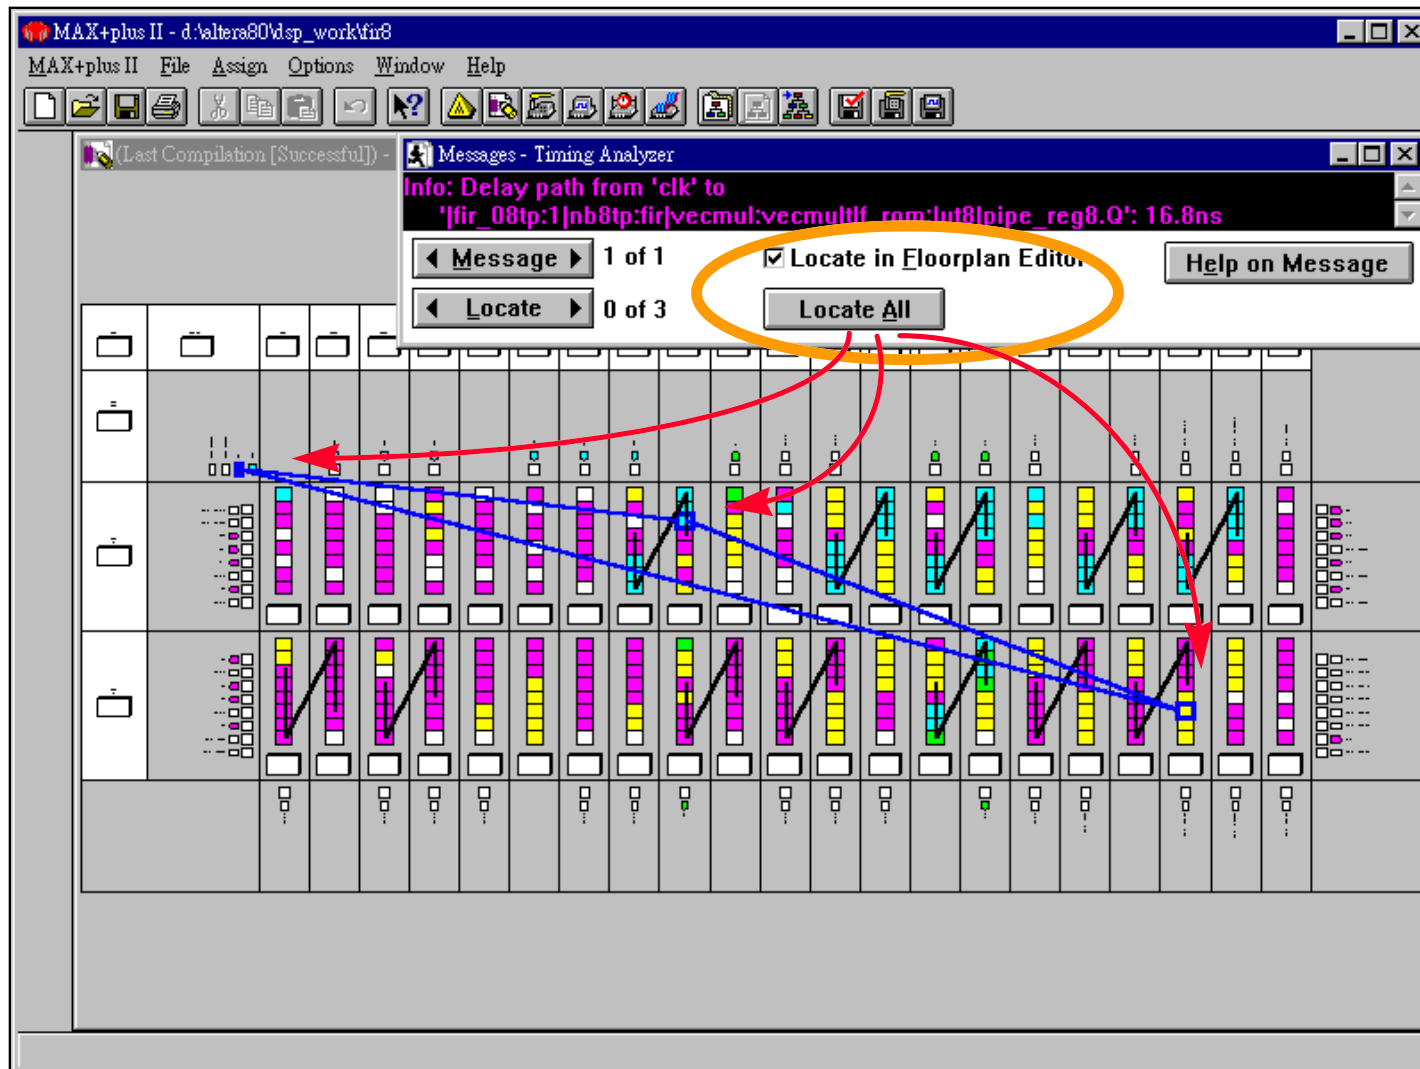 MAX+plus II - d:\altera80\dsp_work\fir8
MAX+plus II File Assign Options Window Help
(Last Compilation [Successful]) -
Messages - Timing Analyzer
Info: Delay path from 'clk' to
'|fir_08tp:1|nb8tp:fir|vecmul:vecmu|t|f_rom:lut8|pipe_reg8.Q': 16.8ns
Message 1 of 1
Locate in Floorplan Editor
Help on Message
Locate 0 of 3
Locate All